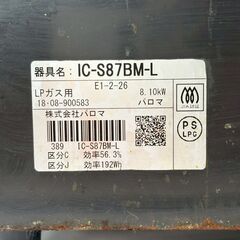 器具名: IC-S87BM-L
E1-2-26
LPガス用 8.10kW
18·08-900583 パロマ
株式会社パロマ
389 IC-S87BM-L
区分C 効率56.3%
区分J 効率192Wh
PS
LPG